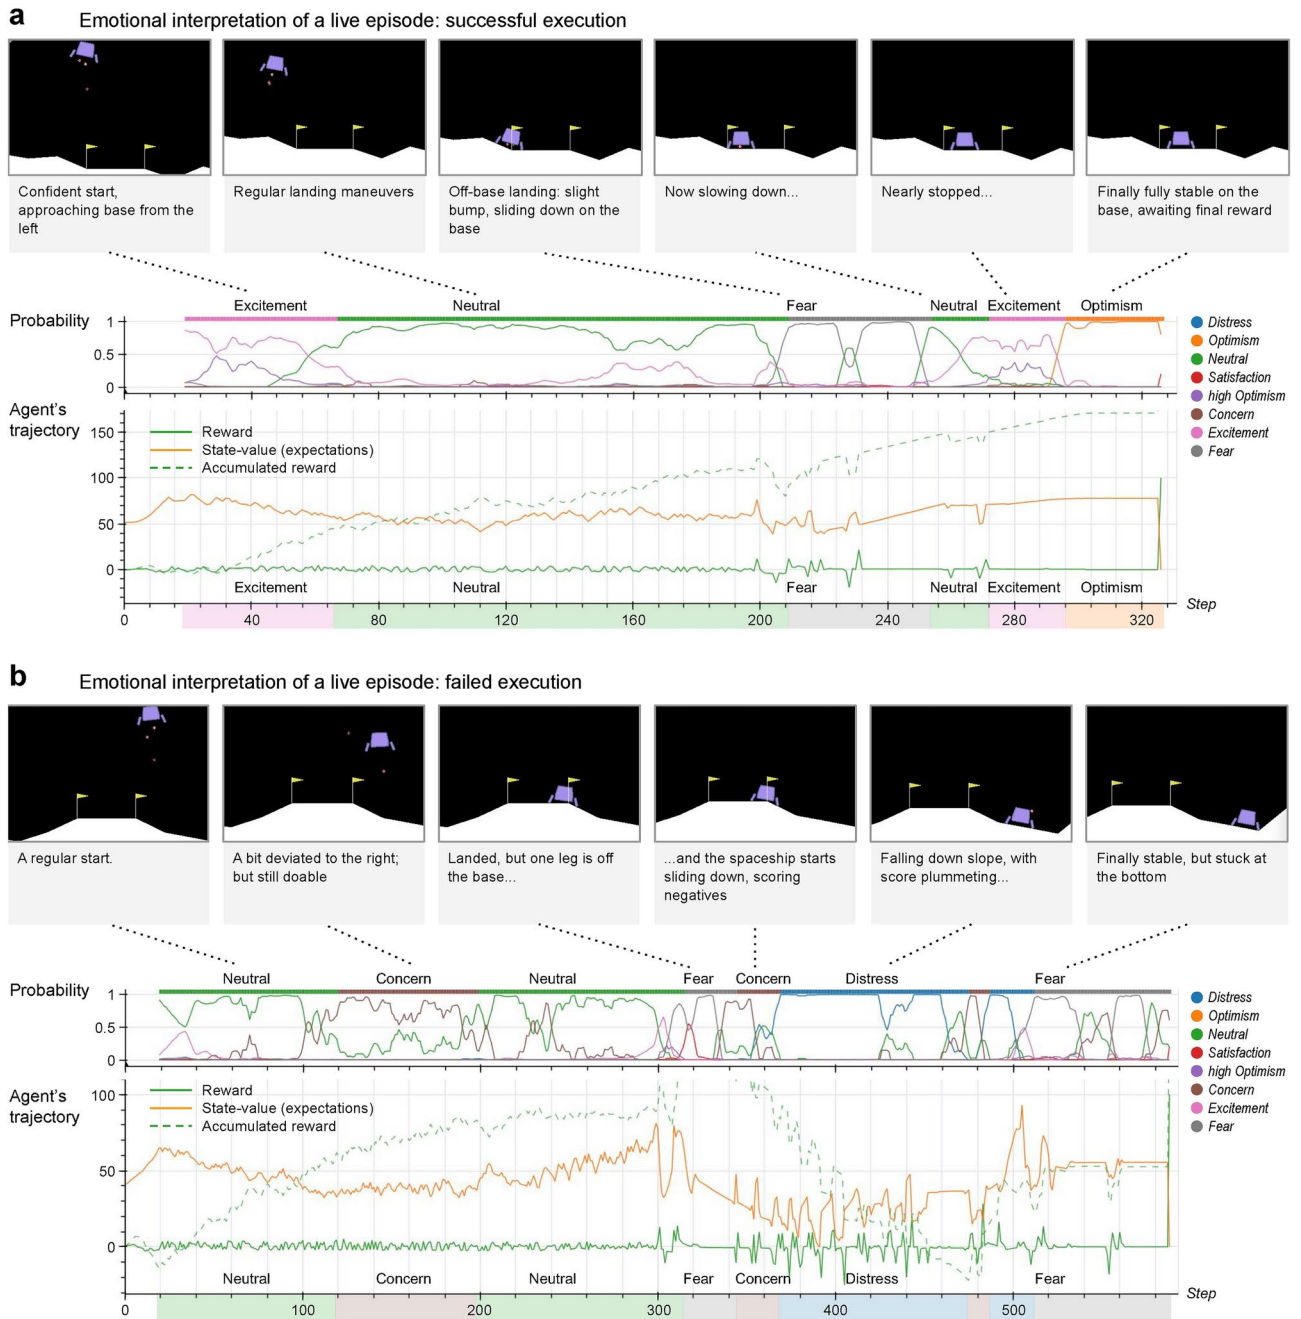 a Emotional interpretation of a live episode: successful execution
Confident start,
approaching base from the
left
Regular landing maneuvers
Off-base landing: slight
bump, sliding down on the
base
Now slowing down...
Nearly stopped...
Finally fully stable on the
base, awaiting final reward
Excitement Neutral Fear Neutral Excitement Optimism
Probability
1
0.5
0
Distress
Optimism
Neutral
Satisfaction
high Optimism
Concern
Excitement
Fear
Agent's
trajectory
150
100
50
0
Reward
State-value (expectations)
Accumulated reward
Excitement Neutral Fear Neutral Excitement Optimism
Step
0 40 80 120 160 200 240 280 320
b Emotional interpretation of a live episode: failed execution
A regular start.
A bit deviated to the right;
but still doable
Landed, but one leg is off
the base...
...and the spaceship starts
sliding down, scoring
negatives
Falling down slope, with
score plummeting...
Finally stable, but stuck at
the bottom
Neutral Concern Neutral Fear Concern Distress Fear
Probability
1
0.5
0
Distress
Optimism
Neutral
Satisfaction
high Optimism
Concern
Excitement
Fear
Agent's
trajectory
100
50
0
Reward
State-value (expectations)
Accumulated reward
Neutral Concern Neutral Fear Concern Distress Fear
Step
0 100 200 300 400 500